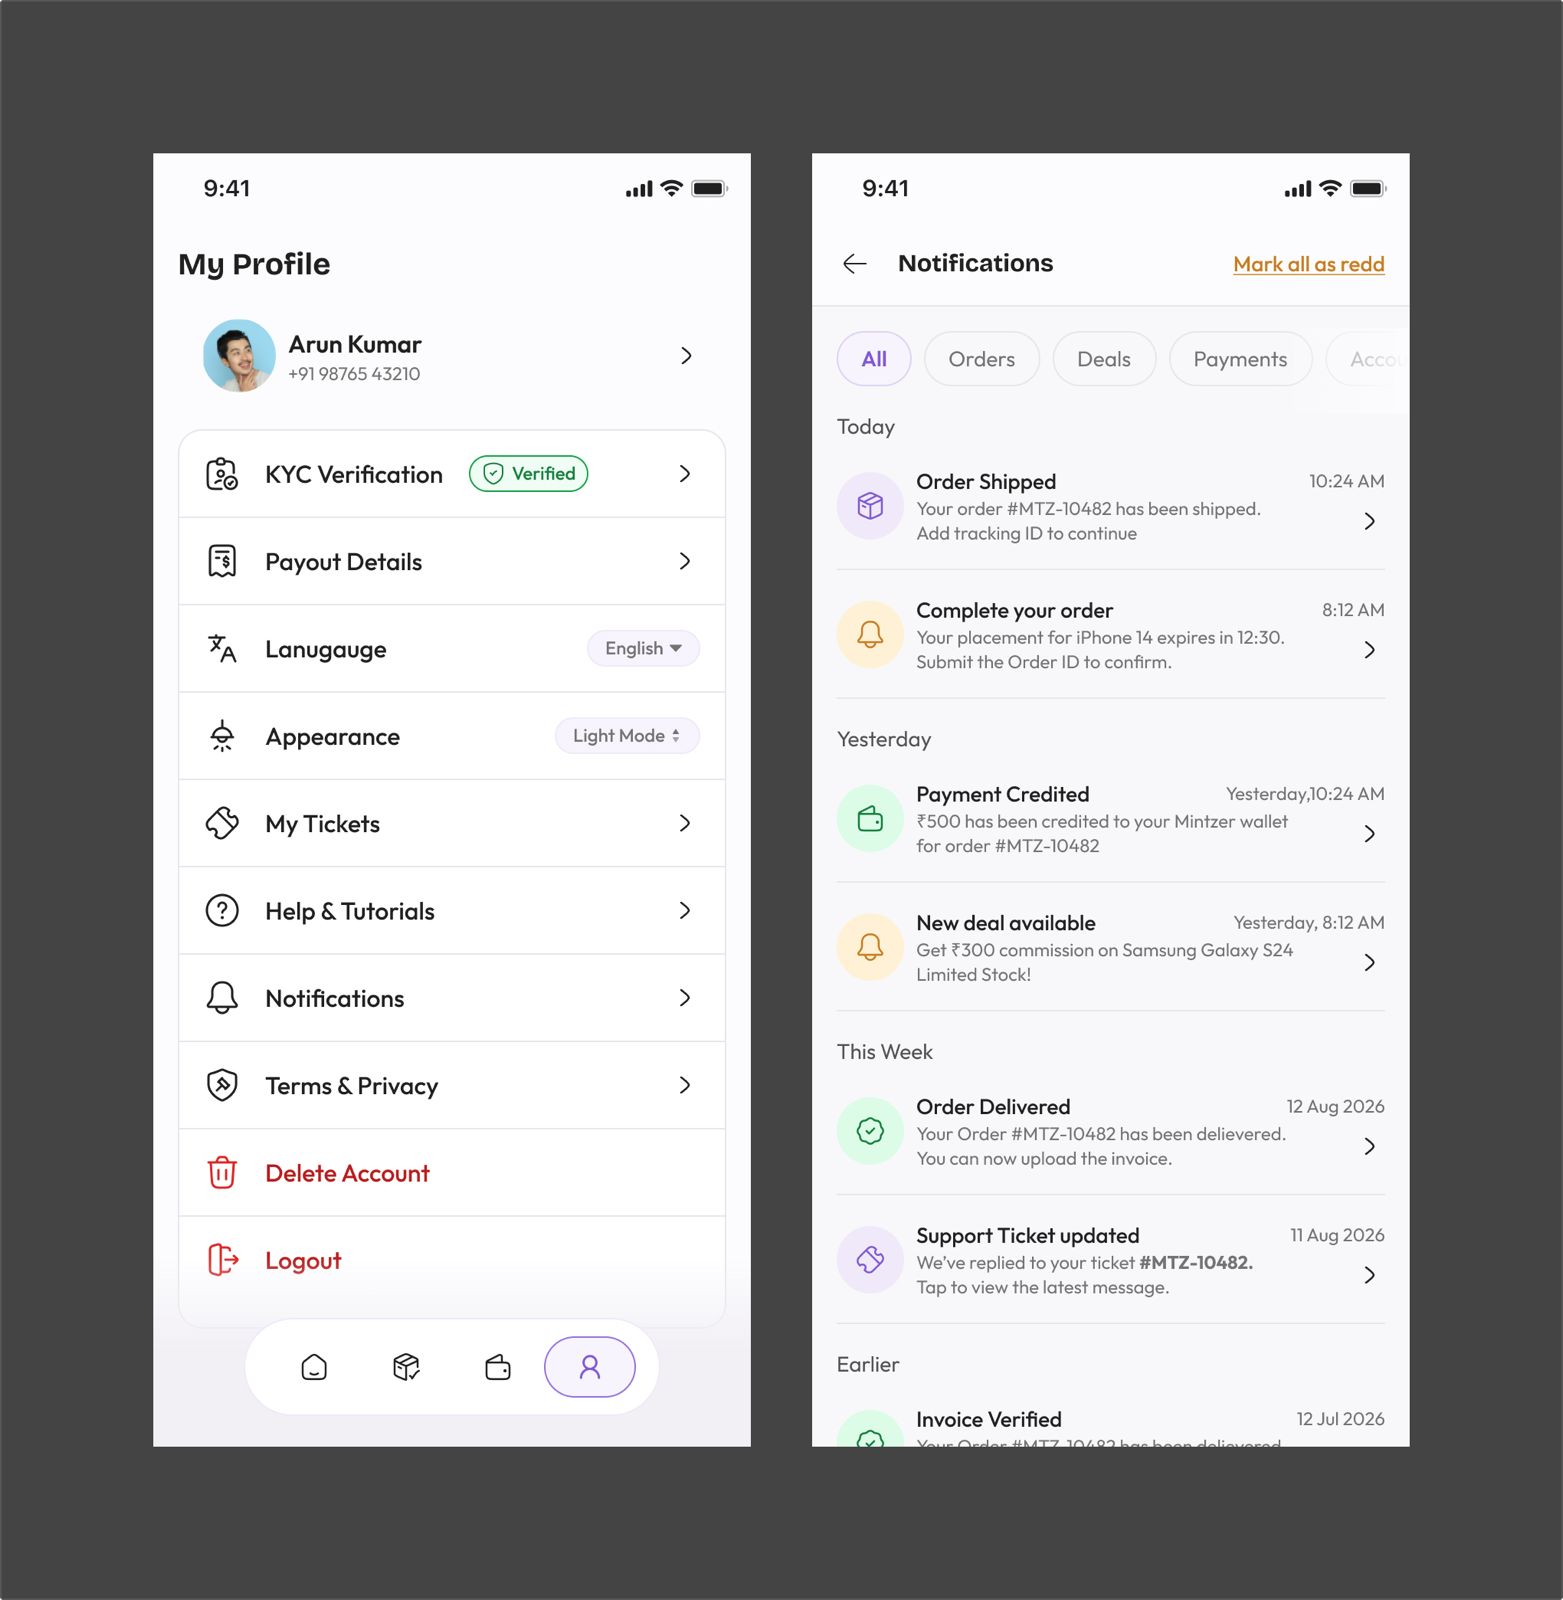 9:41
My Profile
Arun Kumar
+91 98765 43210
KYC Verification
Verified
Payout Details
Lanugauge
English
Appearance
Light Mode
My Tickets
Help & Tutorials
Notifications
Terms & Privacy
Delete Account
Logout
9:41
Notifications
Mark all as redd
All
Orders
Deals
Payments
Accou
Today
Order Shipped
10:24 AM
Your order #MTZ-10482 has been shipped.
Add tracking ID to continue
Complete your order
8:12 AM
Your placement for iPhone 14 expires in 12:30.
Submit the Order ID to confirm.
Yesterday
Payment Credited
Yesterday,10:24 AM
₹500 has been credited to your Mintzer wallet
for order #MTZ-10482
New deal available
Yesterday, 8:12 AM
Get ₹300 commission on Samsung Galaxy S24
Limited Stock!
This Week
Order Delivered
12 Aug 2026
Your Order #MTZ-10482 has been delievered.
You can now upload the invoice.
Support Ticket updated
11 Aug 2026
We’ve replied to your ticket #MTZ-10482.
Tap to view the latest message.
Earlier
Invoice Verified
12 Jul 2026
Your Order #MTZ-10482 has been delievered